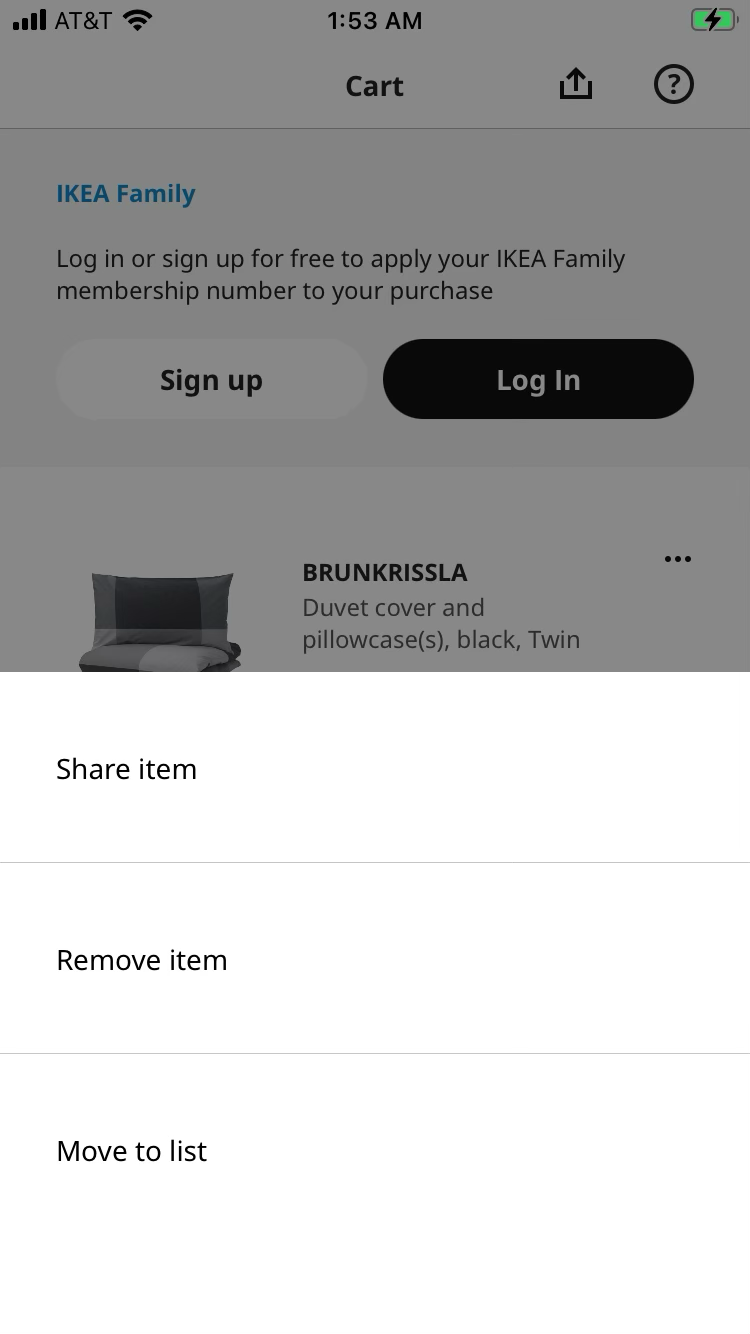 AT&T 1:53 AM
Cart ?
IKEA Family
Log in or sign up for free to apply your IKEA Family
membership number to your purchase
Sign up Log In
BRUNKRISSLA
Duvet cover and
pillowcase(s), black, Twin
Share item
Remove item
Move to list